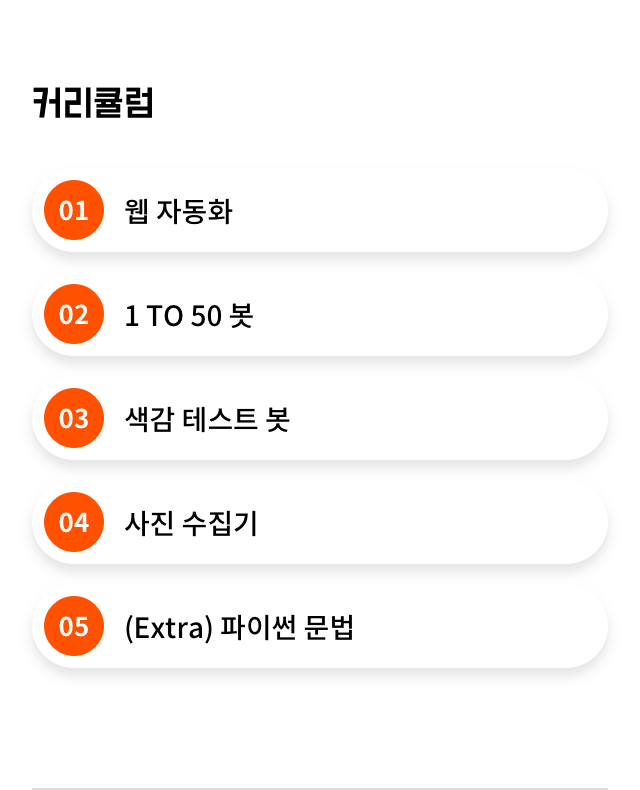 커리큘럼
01 웹 자동화
02 1 TO 50 봇
03 색감 테스트 봇
04 사진 수집기
05 (Extra) 파이썬 문법